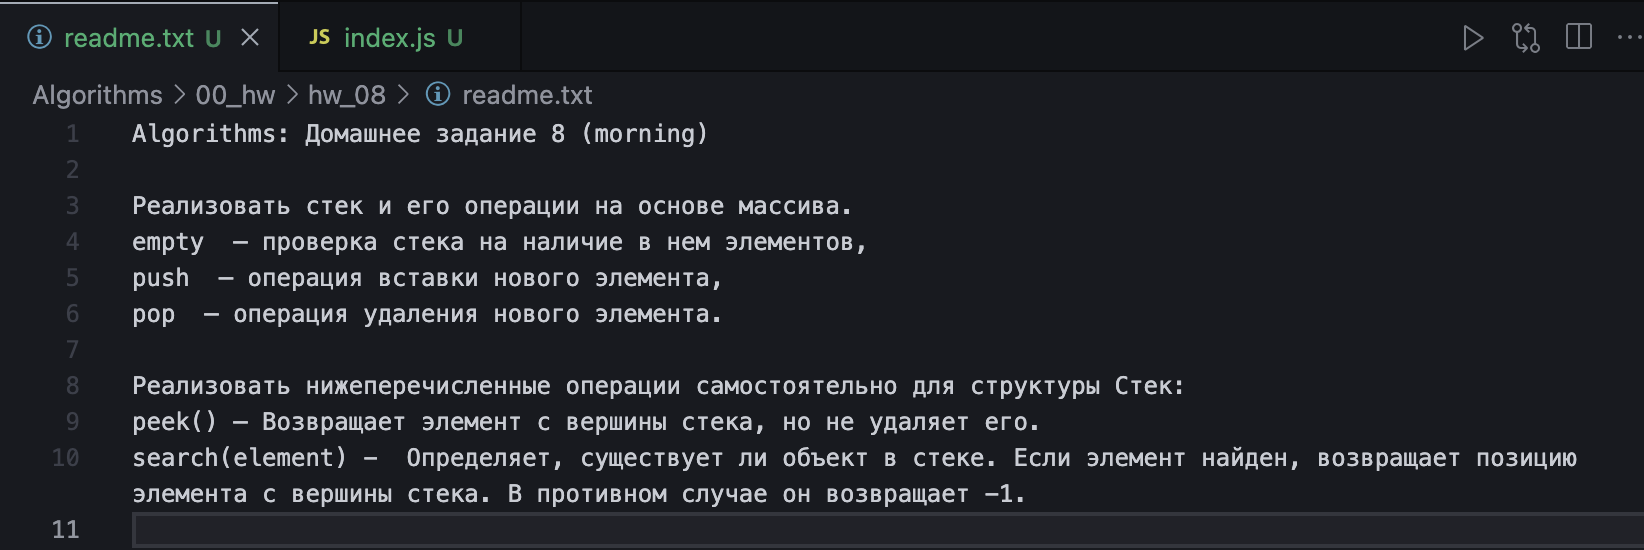 readme.txt U
JS index.js U
Algorithms > 00_hw > hw_08 > readme.txt
1 Algorithms: Домашнее задание 8 (morning)
2
3 Реализовать стек и его операции на основе массива.
4 empty  – проверка стека на наличие в нем элементов,
5 push  – операция вставки нового элемента,
6 pop  – операция удаления нового элемента.
7
8 Реализовать нижеперечисленные операции самостоятельно для структуры Стек:
9 peek() – Возвращает элемент с вершины стека, но не удаляет его.
10 search(element) -  Определяет, существует ли объект в стеке. Если элемент найден, возвращает позицию
элемента с вершины стека. В противном случае он возвращает -1.
11